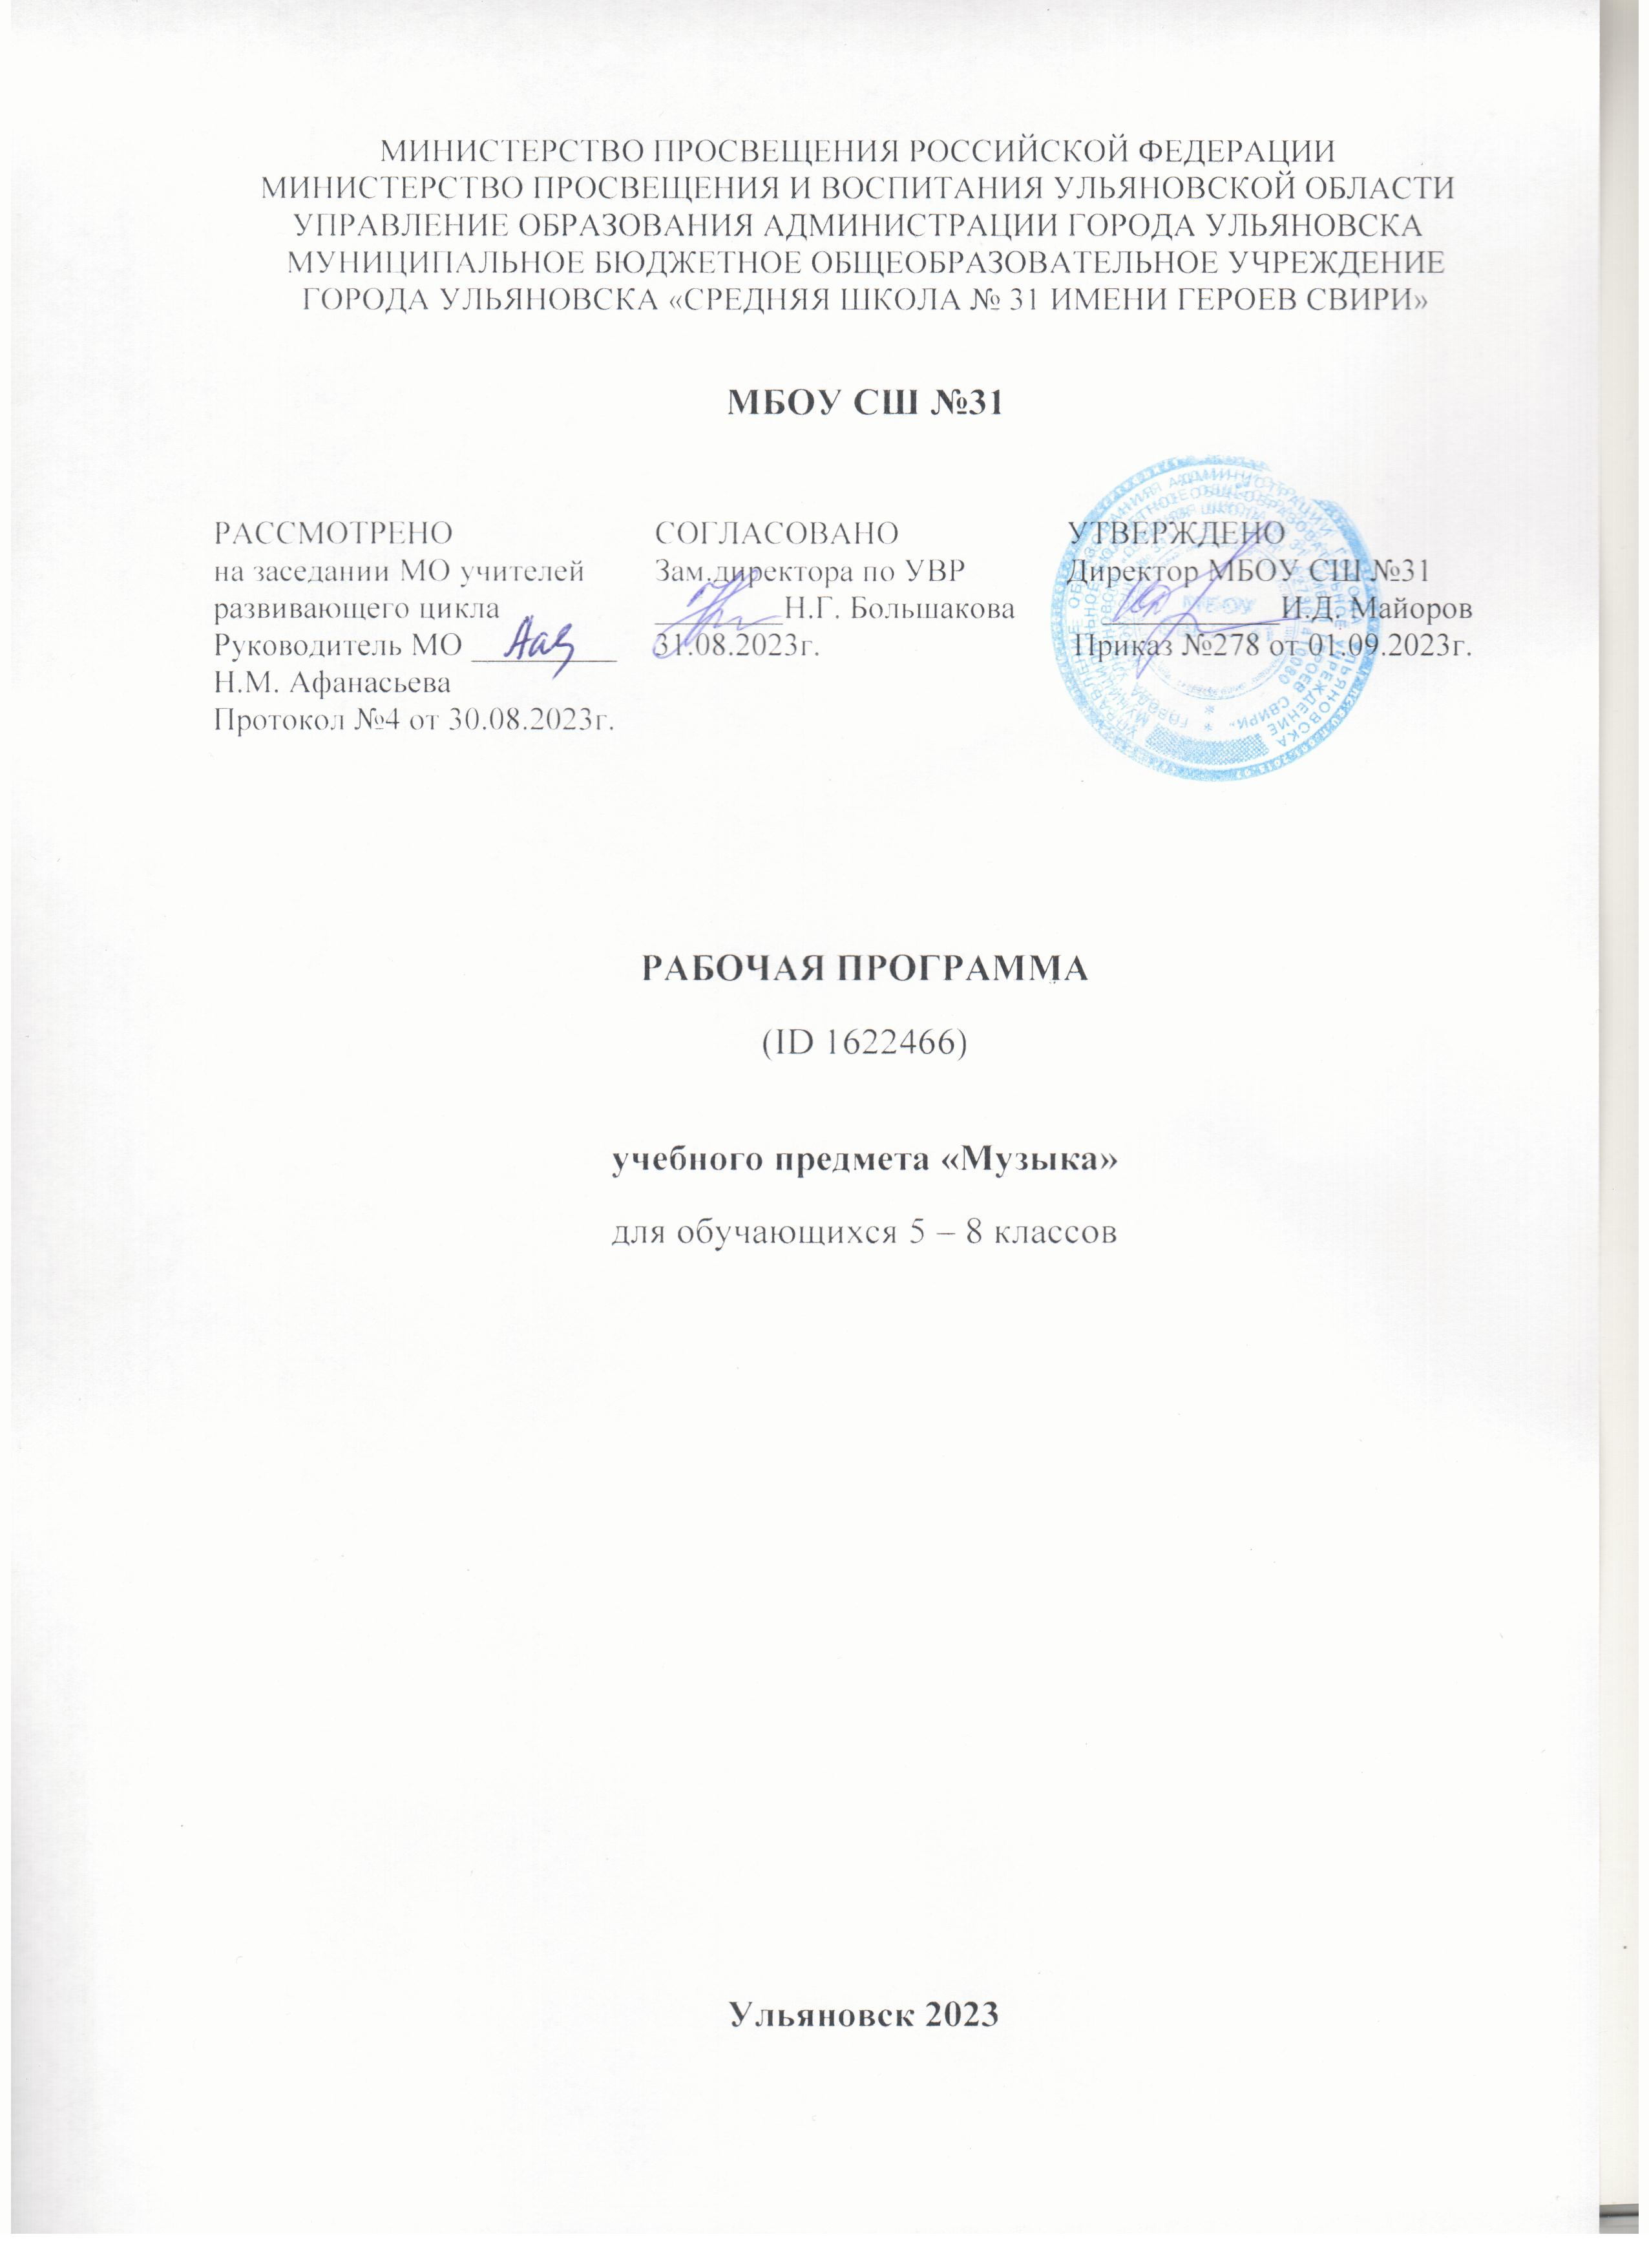 МИНИСТЕРСТВО ПРОСВЕЩЕНИЯ РОССИЙСКОЙ ФЕДЕРАЦИИ
МИНИСТЕРСТВО ПРОСВЕЩЕНИЯ И ВОСПИТАНИЯ УЛЬЯНОВСКОЙ ОБЛАСТИ
УПРАВЛЕНИЕ ОБРАЗОВАНИЯ АДМИНИСТРАЦИИ ГОРОДА УЛЬЯНОВСКА
МУНИЦИПАЛЬНОЕ БЮДЖЕТНОЕ ОБЩЕОБРАЗОВАТЕЛЬНОЕ УЧРЕЖДЕНИЕ
ГОРОДА УЛЬЯНОВСКА «СРЕДНЯЯ ШКОЛА № 31 ИМЕНИ ГЕРОЕВ СВИРИ»
МБОУ СШ №31
РАССМОТРЕНО
на заседании МО учителей
развивающего цикла
Руководитель МО __________
Н.М. Афанасьева
Протокол №4 от 30.08.2023г.
СОГЛАСОВАНО
Зам.директора по УВР
_________Н.Г. Большакова
31.08.2023г.
УТВЕРЖДЕНО
Директор МБОУ СШ №31
____________И.Д. Майоров
Приказ №278 от 01.09.2023г.
РАБОЧАЯ ПРОГРАММА
(ID 1622466)
учебного предмета «Музыка»
для обучающихся 5 – 8 классов
Ульяновск 2023